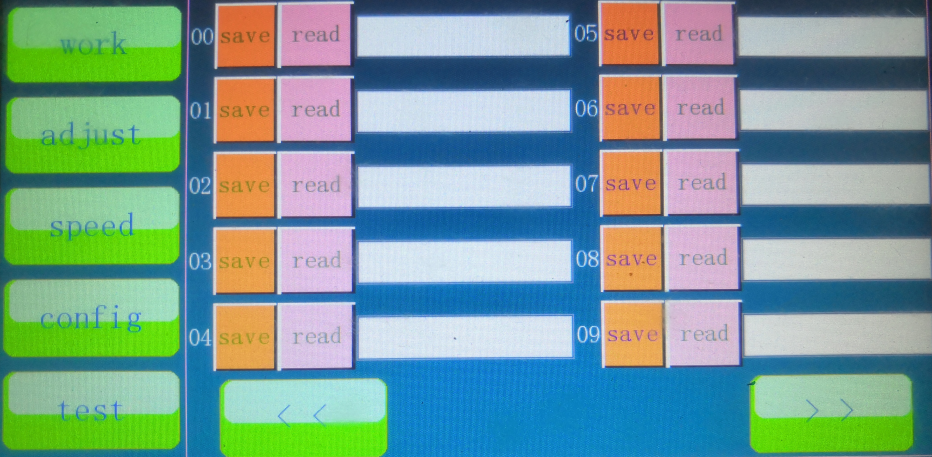 work
adjust
speed
config
test
00 save read
01 save read
02 save read
03 save read
04 save read
05 save read
06 save read
07 save read
08 save read
09 save read
< <
> >